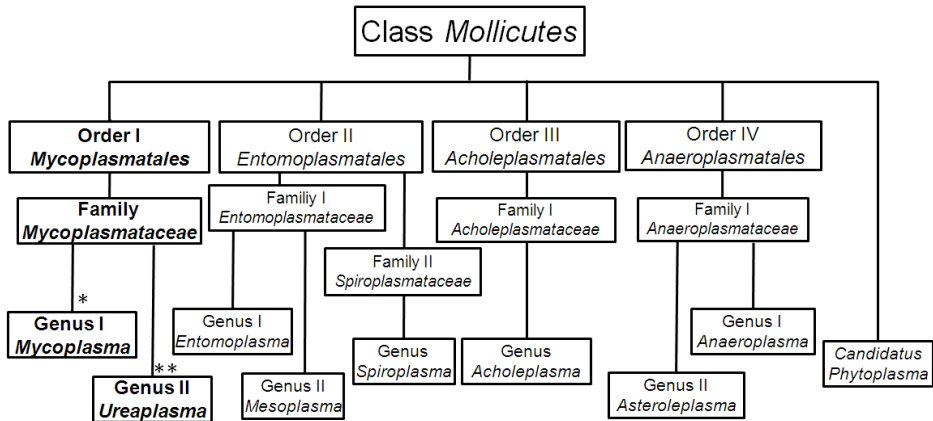 Class Mollicutes
Order I
Mycoplasmatales
Order II
Entomoplasmatales
Order III
Acholeplasmatales
Order IV
Anaeroplasmatales
Family
Mycoplasmataceae
Familiy I
Entomoplasmataceae
Family I
Acholeplasmataceae
Family I
Anaeroplasmataceae
Family II
Spiroplasmataceae
*
Genus I
Mycoplasma
Genus I
Entomoplasma
Genus
Spiroplasma
Genus
Acholeplasma
Genus I
Anaeroplasma
Candidatus
Phytoplasma
**
Genus II
Ureaplasma
Genus II
Mesoplasma
Genus II
Asteroleplasma